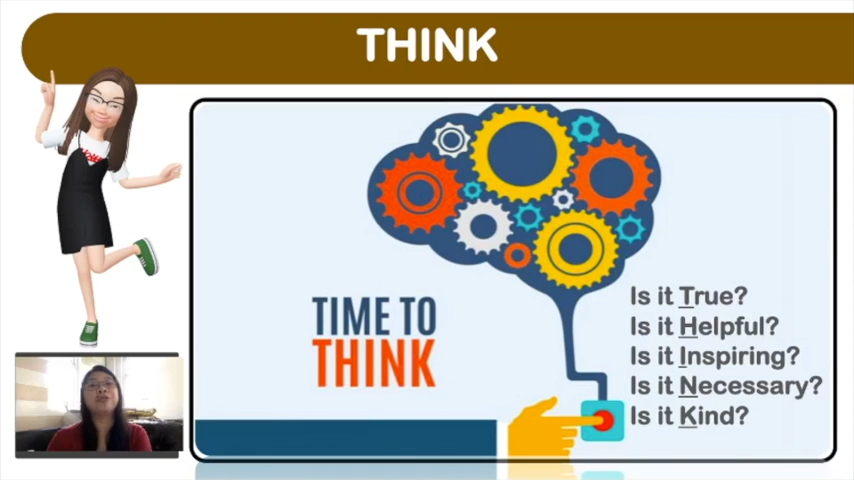 THINK
TIME TO
THINK
Is it True?
Is it Helpful?
Is it Inspiring?
Is it Necessary?
Is it Kind?